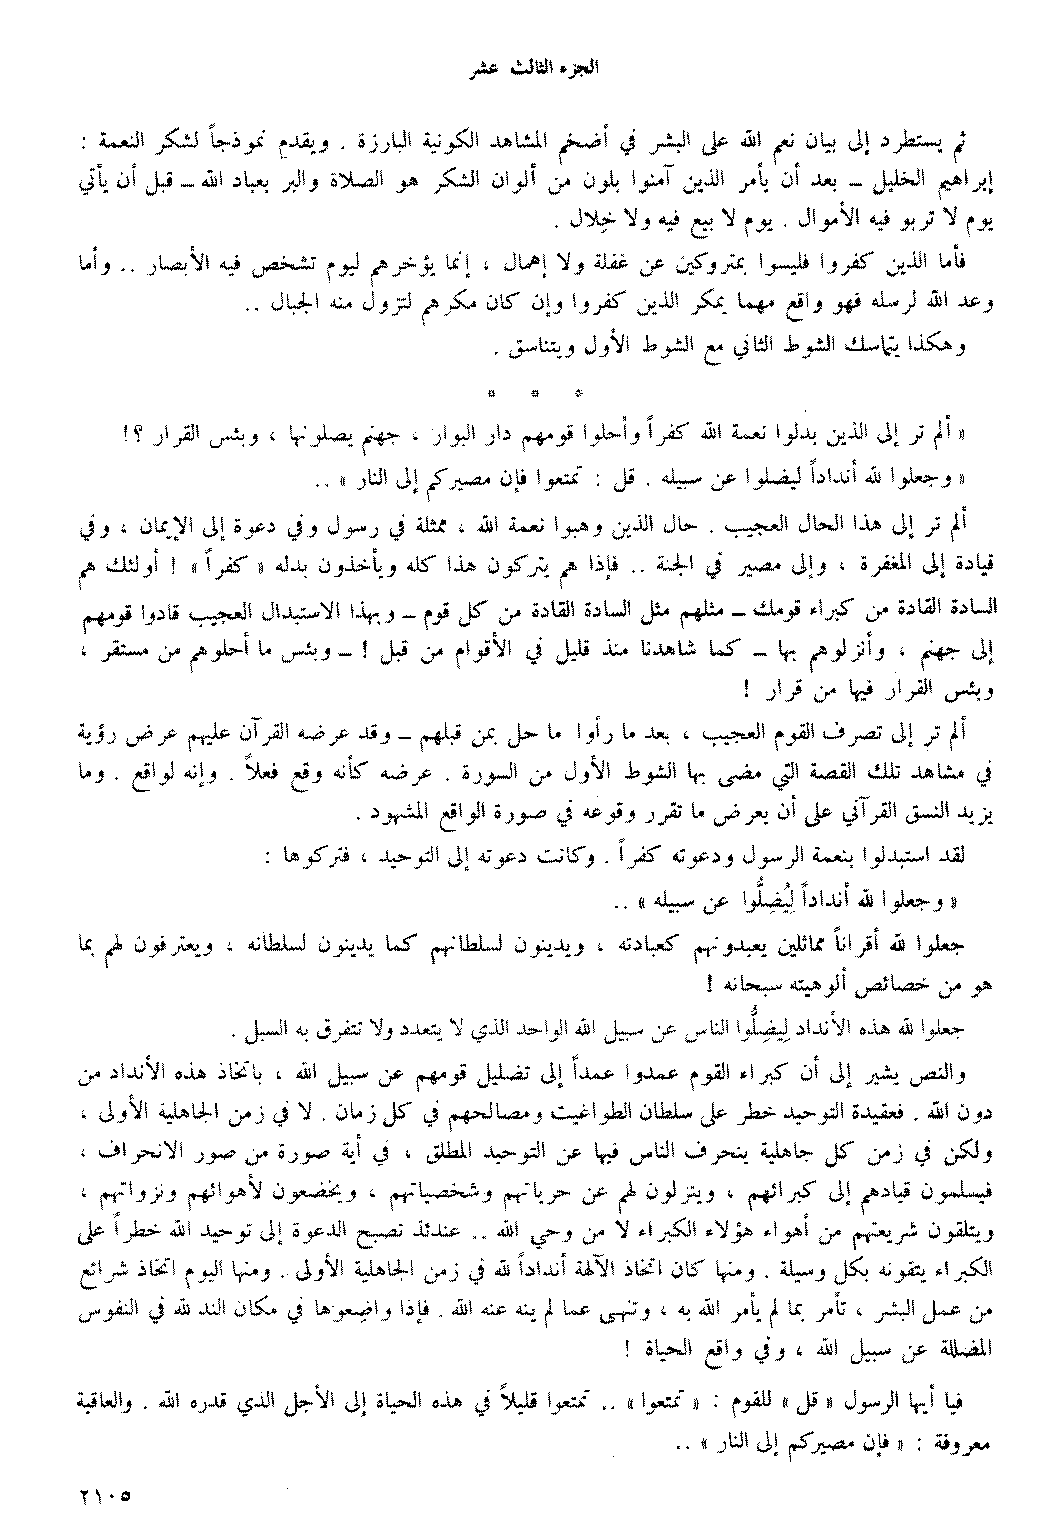 الجزء الثالث عشر
ثم يستطرد إلى بيان نعم الله على البشر في أضخم المشاهد الكونية البارزة . ويقدم نموذجاً لشكر النعمة :
إبراهيم الخليل – بعد أن يأمر الذين آمنوا بلون من ألوان الشكر هو الصلاة والبر بعباد الله – قبل أن يأتي
يوم لا تربو فيه الأموال . يوم لا بيع فيه ولا خِلال .
فأما الذين كفروا فليسوا بمتروكين عن غفلة ولا إهمال ، إنما يؤخرهم ليوم تشخص فيه الأبصار .. وأما
وعد الله لرسله فهو واقع مهما يمكر الذين كفروا وإن كان مكرهم لتزول منه الجبال ..
وهكذا يتماسك الشوط الثاني مع الشوط الأول ويتناسق .
* * *
« ألم تر إلى الذين بدلوا نعمة الله كفراً وأحلوا قومهم دار البوار ، جهنم يصلونها ، وبئس القرار ؟!
« وجعلوا لله أنداداً ليضلوا عن سبيله . قل : تمتعوا فإن مصيركم إلى النار » ..
ألم تر إلى هذا الحال العجيب . حال الذين وهبوا نعمة الله ، ممثلة في رسول وفي دعوة إلى الإيمان ، وفي
قيادة إلى المغفرة ، وإلى مصير في الجنة .. فإذا هم يتركون هذا كله ويأخذون بدله « كفراً » ! أولئك هم
السادة القادة من كبراء قومك – مثلهم مثل السادة القادة من كل قوم – وبهذا الاستبدال العجيب قادوا قومهم
إلى جهنم ، وأنزلوهم بها – كما شاهدنا منذ قليل في الأقوام من قبل ! – وبئس ما أحلوهم من مستقر ،
وبئس القرار فيها من قرار !
ألم تر إلى تصرف القوم العجيب ، بعد ما رأوا ما حل بمن قبلهم – وقد عرضه القرآن عليهم عرض رؤية
في مشاهد تلك القصة التي مضى بها الشوط الأول من السورة . عرضه كأنه وقع فعلاً . وإنه لواقع . وما
يزيد النسق القرآني على أن يعرض ما تقرر وقوعه في صورة الواقع المشهود .
لقد استبدلوا بنعمة الرسول ودعوته كفراً . وكانت دعوته إلى التوحيد ، فتركوها :
« وجعلوا لله أنداداً لِيُضِلُّوا عن سبيله » ..
جعلوا لله أقراناً مماثلين يعبدونهم كعبادته ، ويدينون لسلطانهم كما يدينون لسلطانه ، ويعترفون لهم بما
هو من خصائص ألوهيته سبحانه !
جعلوا لله هذه الأنداد لِيضِلُّوا الناس عن سبيل الله الواحد الذي لا يتعدد ولا تتفرق به السبل .
والنص يشير إلى أن كبراء القوم عمدوا عمداً إلى تضليل قومهم عن سبيل الله ، باتخاذ هذه الأنداد من
دون الله . فعقيدة التوحيد خطر على سلطان الطواغيت ومصالحهم في كل زمان . لا في زمن الجاهلية الأولى ،
ولكن في زمن كل جاهلية ينحرف الناس فيها عن التوحيد المطلق ، في أية صورة من صور الانحراف ،
فيسلمون قيادهم إلى كبرائهم ، وينزلون لهم عن حرياتهم وشخصياتهم ، ويخضعون لأهوائهم ونزواتهم ،
ويتلقون شريعتهم من أهواء هؤلاء الكبراء لا من وحي الله .. عندئذ تصبح الدعوة إلى توحيد الله خطراً على
الكبراء يتقونه بكل وسيلة . ومنها كان اتخاذ الآلهة أنداداً لله في زمن الجاهلية الأولى . ومنها اليوم اتخاذ شرائع
من عمل البشر ، تأمر بما لم يأمر الله به ، وتنهى عما لم ينه عنه الله . فإذا واضعوها في مكان الند لله في النفوس
المضللة عن سبيل الله ، وفي واقع الحياة !
فيا أيها الرسول « قل » للقوم : « تمتعوا » .. تمتعوا قليلاً في هذه الحياة إلى الأجل الذي قدره الله . والعاقبة
معروفة : « فإن مصيركم إلى النار » ..
٢١٠٥